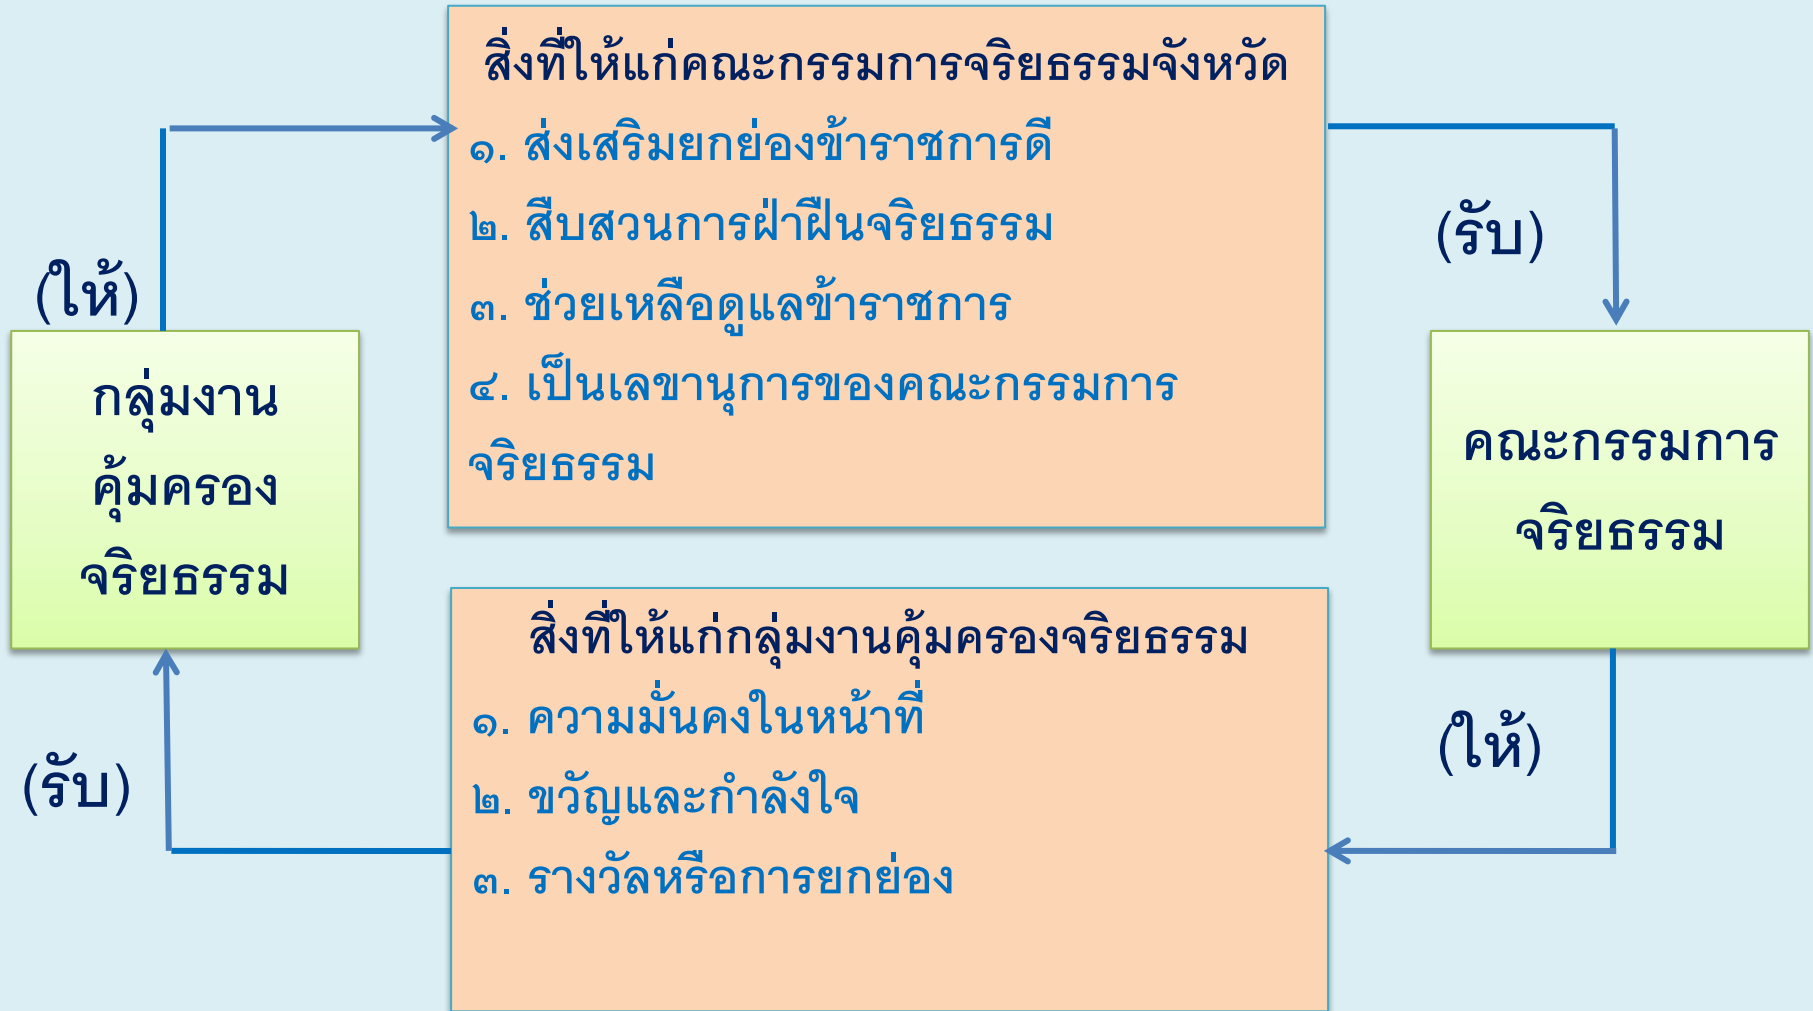 สิ่งที่ให้แก่คณะกรรมการจริยธรรมจังหวัด
๑. ส่งเสริมยกย่องข้าราชการดี
๒. สืบสวนการฝ่าฝืนจริยธรรม
๓. ช่วยเหลือดูแลข้าราชการ
๔. เป็นเลขานุการของคณะกรรมการ
จริยธรรม
(ให้)
(รับ)
กลุ่มงาน
คุ้มครอง
จริยธรรม
คณะกรรมการ
จริยธรรม
สิ่งที่ให้แก่กลุ่มงานคุ้มครองจริยธรรม
๑. ความมั่นคงในหน้าที่
๒. ขวัญและกำลังใจ
๓. รางวัลหรือการยกย่อง
(รับ)
(ให้)